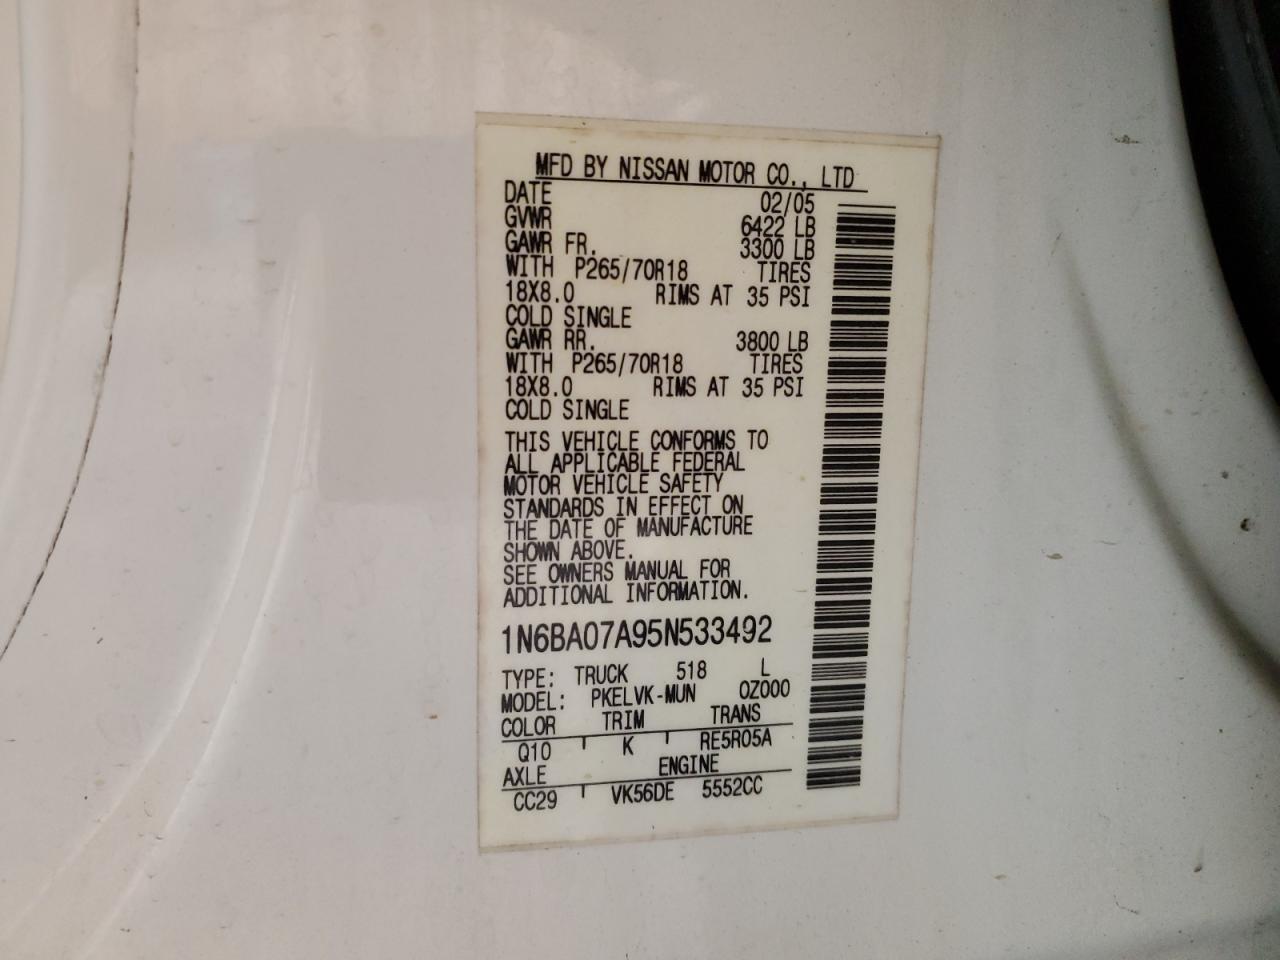 MFD BY NISSAN MOTOR CO., LTD
DATE 02/05
GVWR 6422 LB
GAWR FR. 3300 LB
WITH P265/70R18 TIRES
18X8.0 RIMS AT 35 PSI
COLD SINGLE
GAWR RR. 3800 LB
WITH P265/70R18 TIRES
18X8.0 RIMS AT 35 PSI
COLD SINGLE
THIS VEHICLE CONFORMS TO
ALL APPLICABLE FEDERAL
MOTOR VEHICLE SAFETY
STANDARDS IN EFFECT ON
THE DATE OF MANUFACTURE
SHOWN ABOVE.
SEE OWNERS MANUAL FOR
ADDITIONAL INFORMATION.
1N6BA07A95N533492
TYPE: TRUCK 518 L
MODEL: PKELVK-MUN 0Z000
COLOR TRIM TRANS
Q10 K RE5R05A
AXLE ENGINE
CC29 VK56DE 5552CC